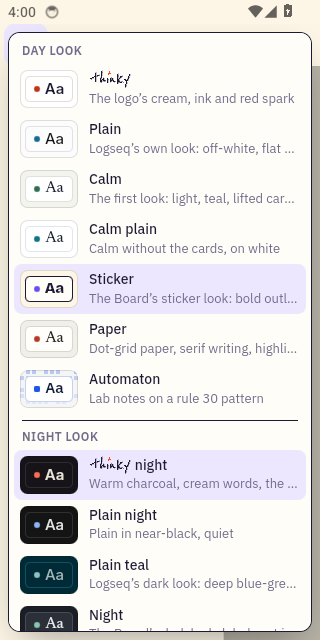 4:00
DAY LOOK
Aa
thinky
The logo's cream, ink and red spark
Aa
Plain
Logseq's own look: off-white, flat ...
Aa
Calm
The first look: light, teal, lifted car...
Aa
Calm plain
Calm without the cards, on white
Aa
Sticker
The Board's sticker look: bold outl...
Aa
Paper
Dot-grid paper, serif writing, highli...
Aa
Automaton
Lab notes on a rule 30 pattern
NIGHT LOOK
Aa
thinky night
Warm charcoal, cream words, the ...
Aa
Plain night
Plain in near-black, quiet
Aa
Plain teal
Logseq's dark look: deep blue-gre...
Aa
Night